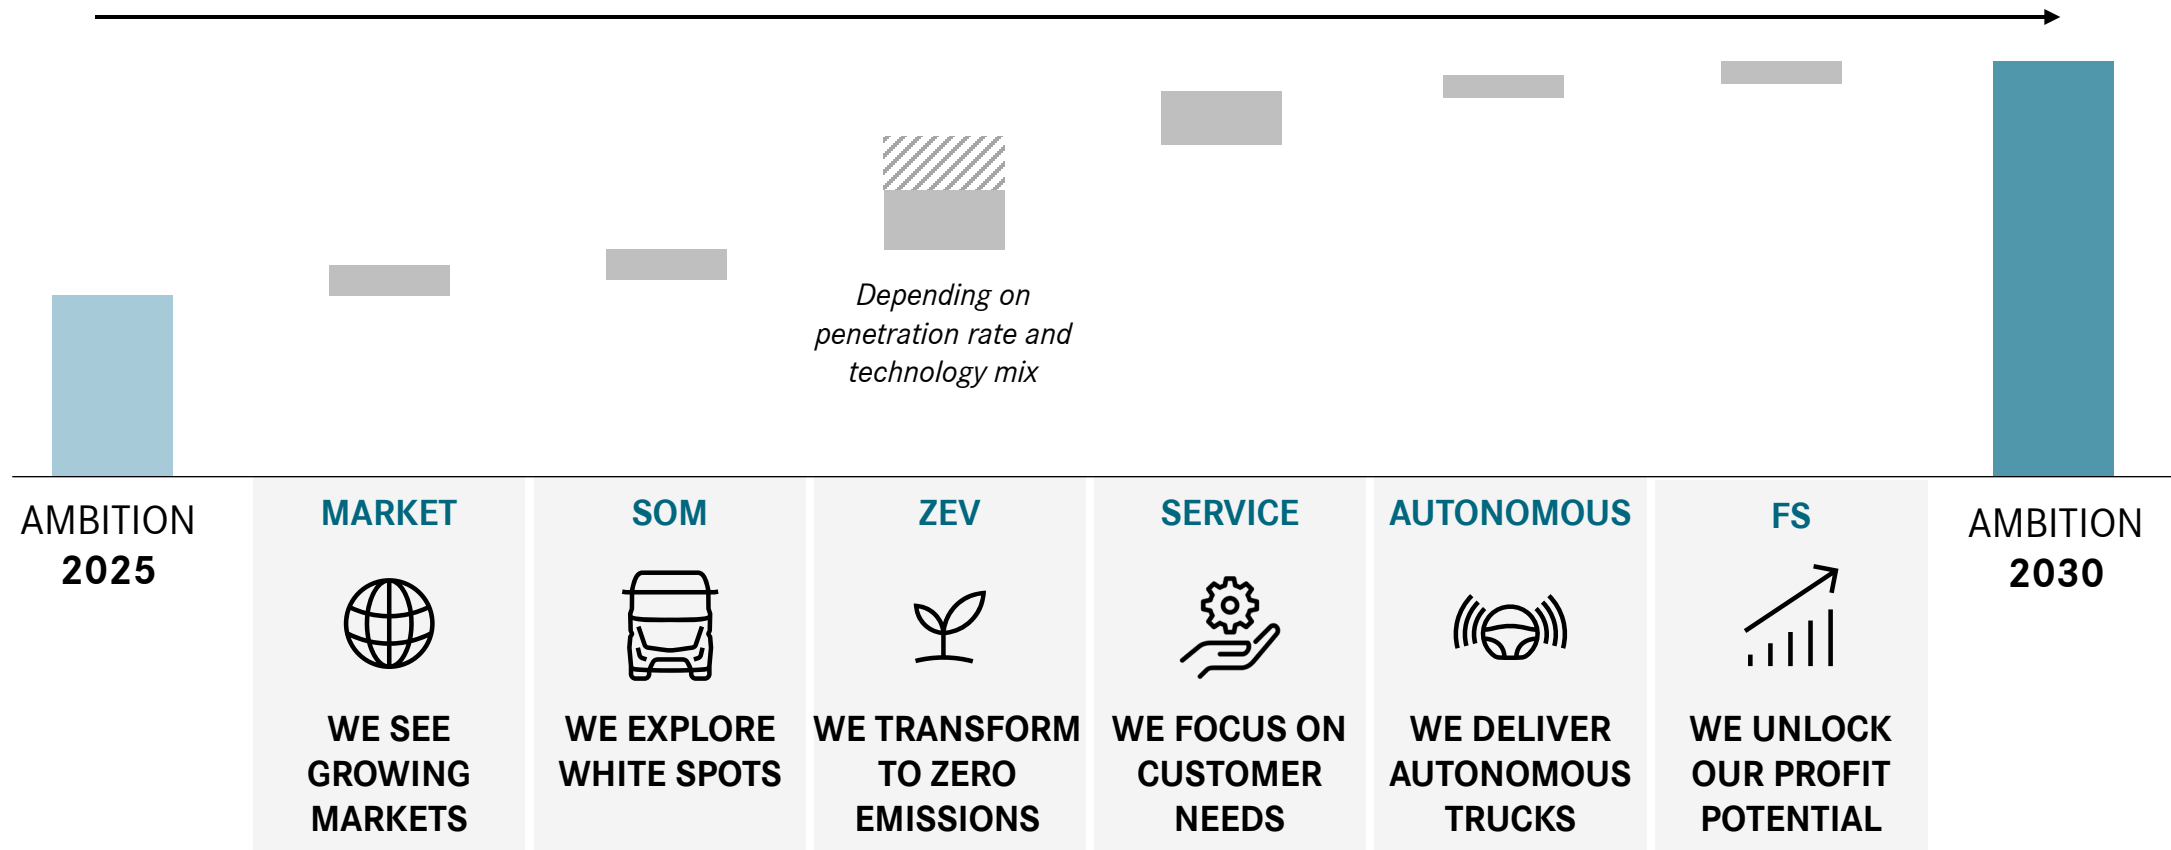 Depending on
penetration rate and
technology mix
AMBITION
2025
MARKET
WE SEE
GROWING
MARKETS
SOM
WE EXPLORE
WHITE SPOTS
ZEV
WE TRANSFORM
TO ZERO
EMISSIONS
SERVICE
WE FOCUS ON
CUSTOMER
NEEDS
AUTONOMOUS
WE DELIVER
AUTONOMOUS
TRUCKS
FS
WE UNLOCK
OUR PROFIT
POTENTIAL
AMBITION
2030